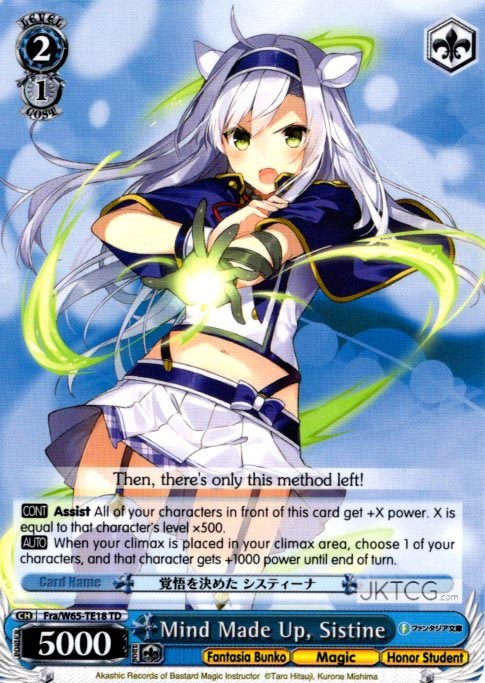 LEVEL
2
1
COST
Then, there's only this method left!
CONT Assist All of your characters in front of this card get +X power. X is
equal to that character's level ×500.
AUTO When your climax is placed in your climax area, choose 1 of your
characters, and that character gets +1000 power until end of turn.
Card Name 覚悟を決めた システィーナ
JKTCG.com
CH Fra/W65-TE18 TD
POWER 5000 SOUL Mind Made Up, Sistine ファンタジア文庫
Fantasia Bunko Magic Honor Student
Akashic Records of Bastard Magic Instructor ©Taro Hitsuji, Kurone Mishima